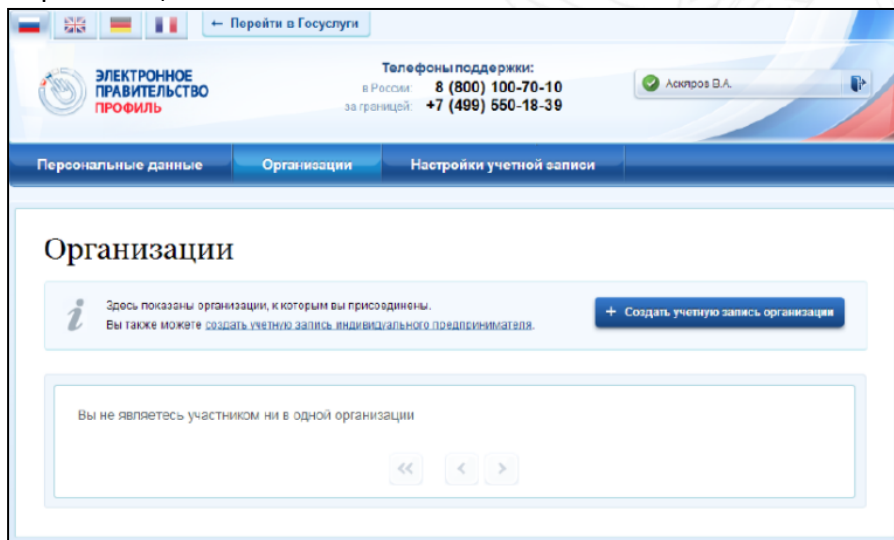 ← Перейти в Госуслуги
ЭЛЕКТРОННОЕ
ПРАВИТЕЛЬСТВО
ПРОФИЛЬ
Телефоны поддержки:
в России: 8 (800) 100-70-10
за границей: +7 (499) 550-18-39
В.А.
Персональные данные Организации Настройки учетной записи
Организации
Здесь показаны организации, к которым вы присоединены.
Вы также можете создать учетную запись индивидуального предпринимателя.
+ Создать учетную запись организации
Вы не являетесь участником ни в одной организации
« < >